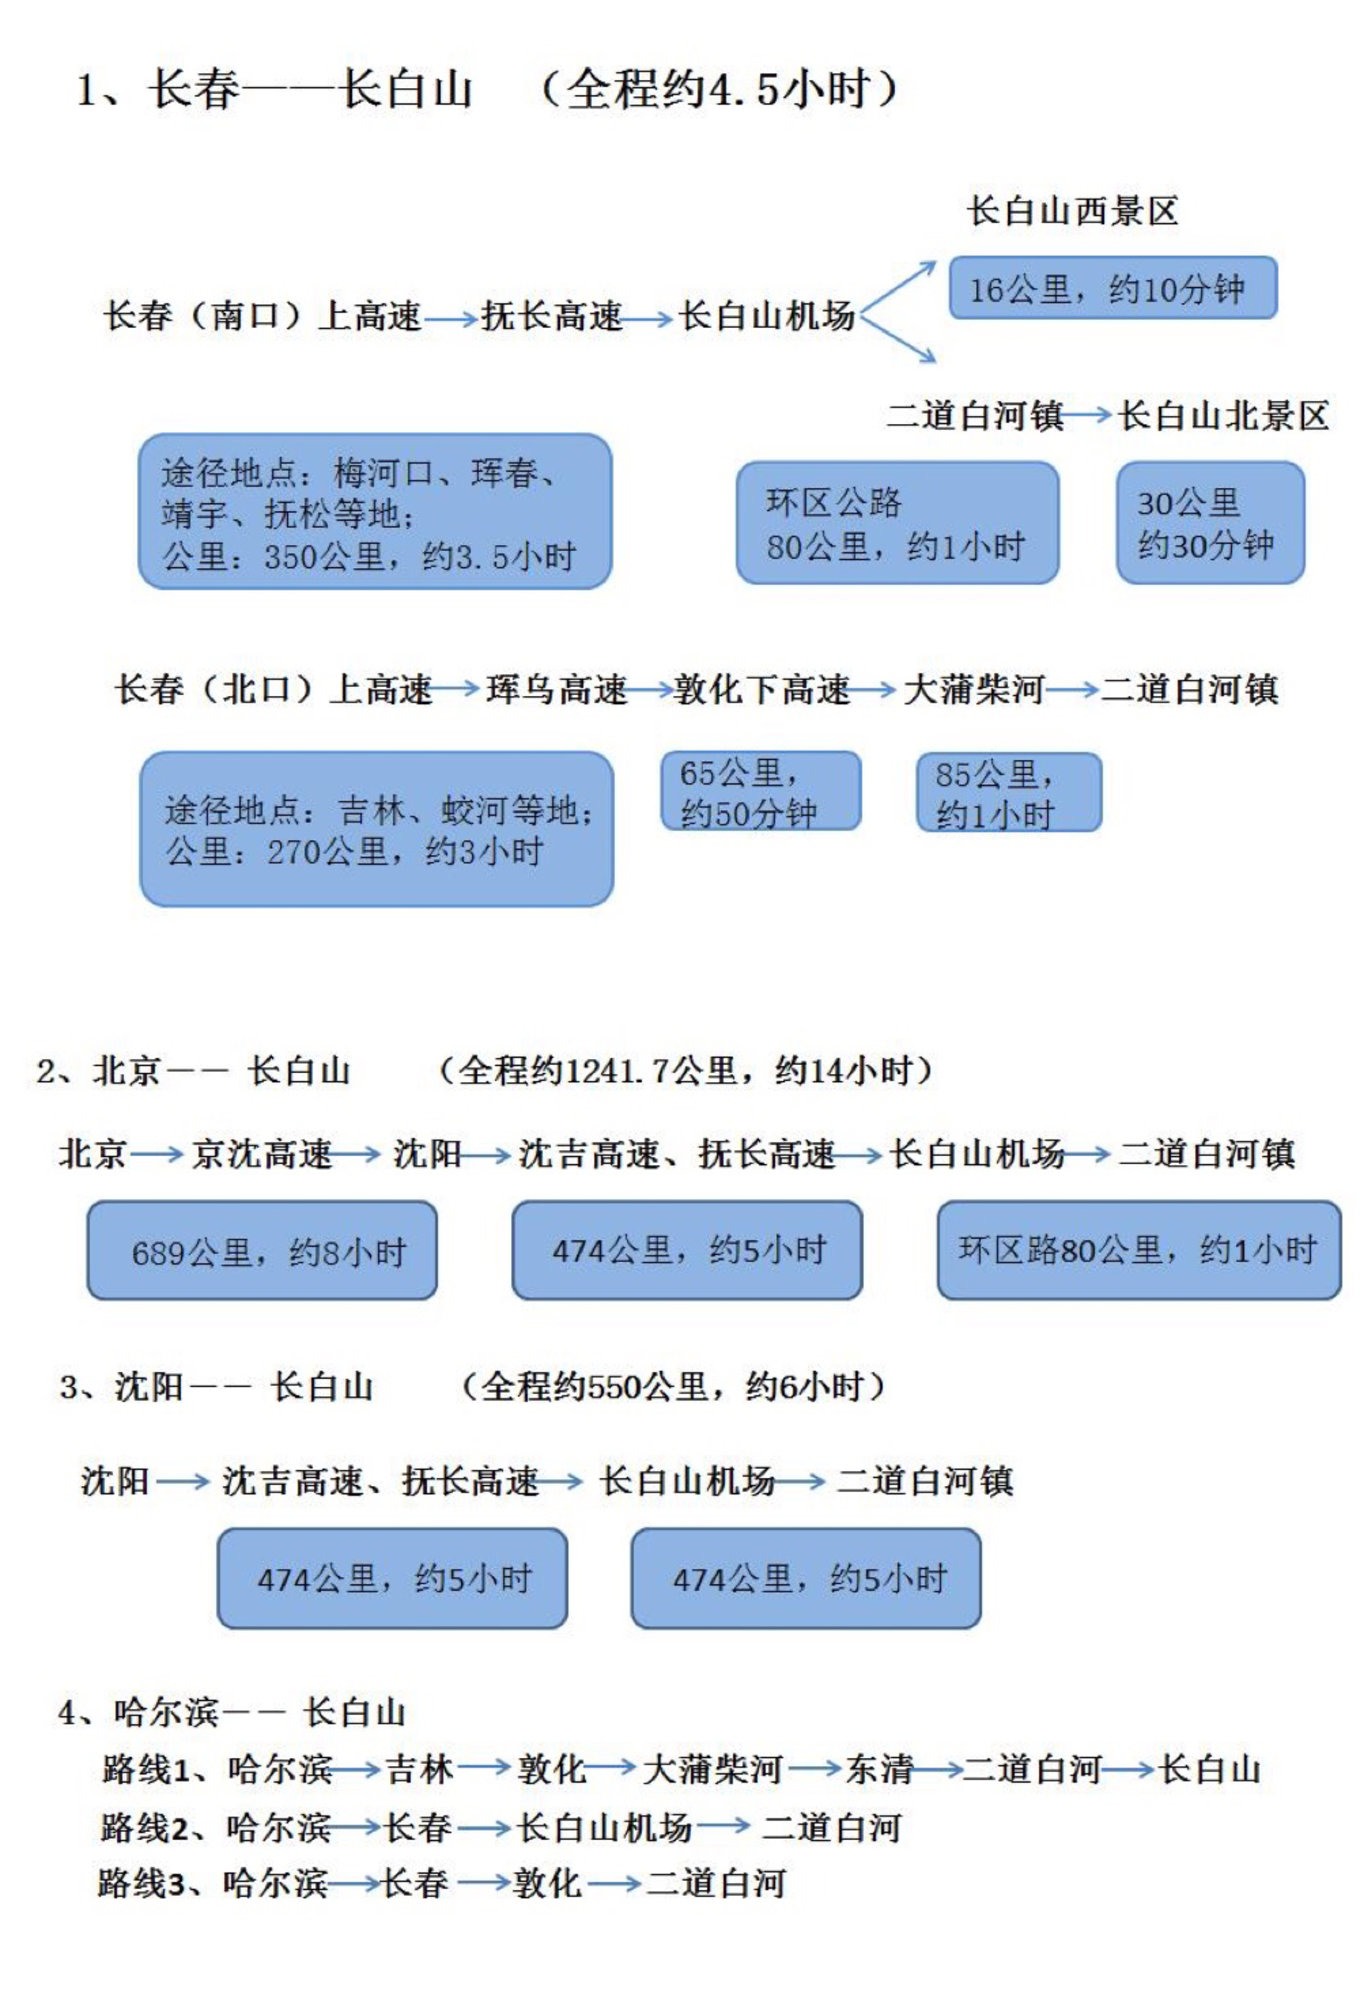 1、长春——长白山 （全程约4.5小时）
长白山西景区
16公里，约10分钟
长春（南口）上高速 抚长高速 长白山机场
二道白河镇 长白山北景区
途径地点：梅河口、珲春、
靖宇、抚松等地；
公里：350公里，约3.5小时
环区公路
80公里，约1小时
30公里
约30分钟
长春（北口）上高速 珲乌高速 敦化下高速 大蒲柴河 二道白河镇
途径地点：吉林、蛟河等地；
公里：270公里，约3小时
65公里，
约50分钟
85公里，
约1小时
2、北京—— 长白山 （全程约1241.7公里，约14小时）
北京 京沈高速 沈阳 沈吉高速、抚长高速 长白山机场 二道白河镇
689公里，约8小时
474公里，约5小时
环区路80公里，约1小时
3、沈阳—— 长白山 （全程约550公里，约6小时）
沈阳 沈吉高速、抚长高速 长白山机场 二道白河镇
474公里，约5小时
474公里，约5小时
4、哈尔滨—— 长白山
路线1、哈尔滨 吉林 敦化 大蒲柴河 东清 二道白河 长白山
路线2、哈尔滨 长春 长白山机场 二道白河
路线3、哈尔滨 长春 敦化 二道白河